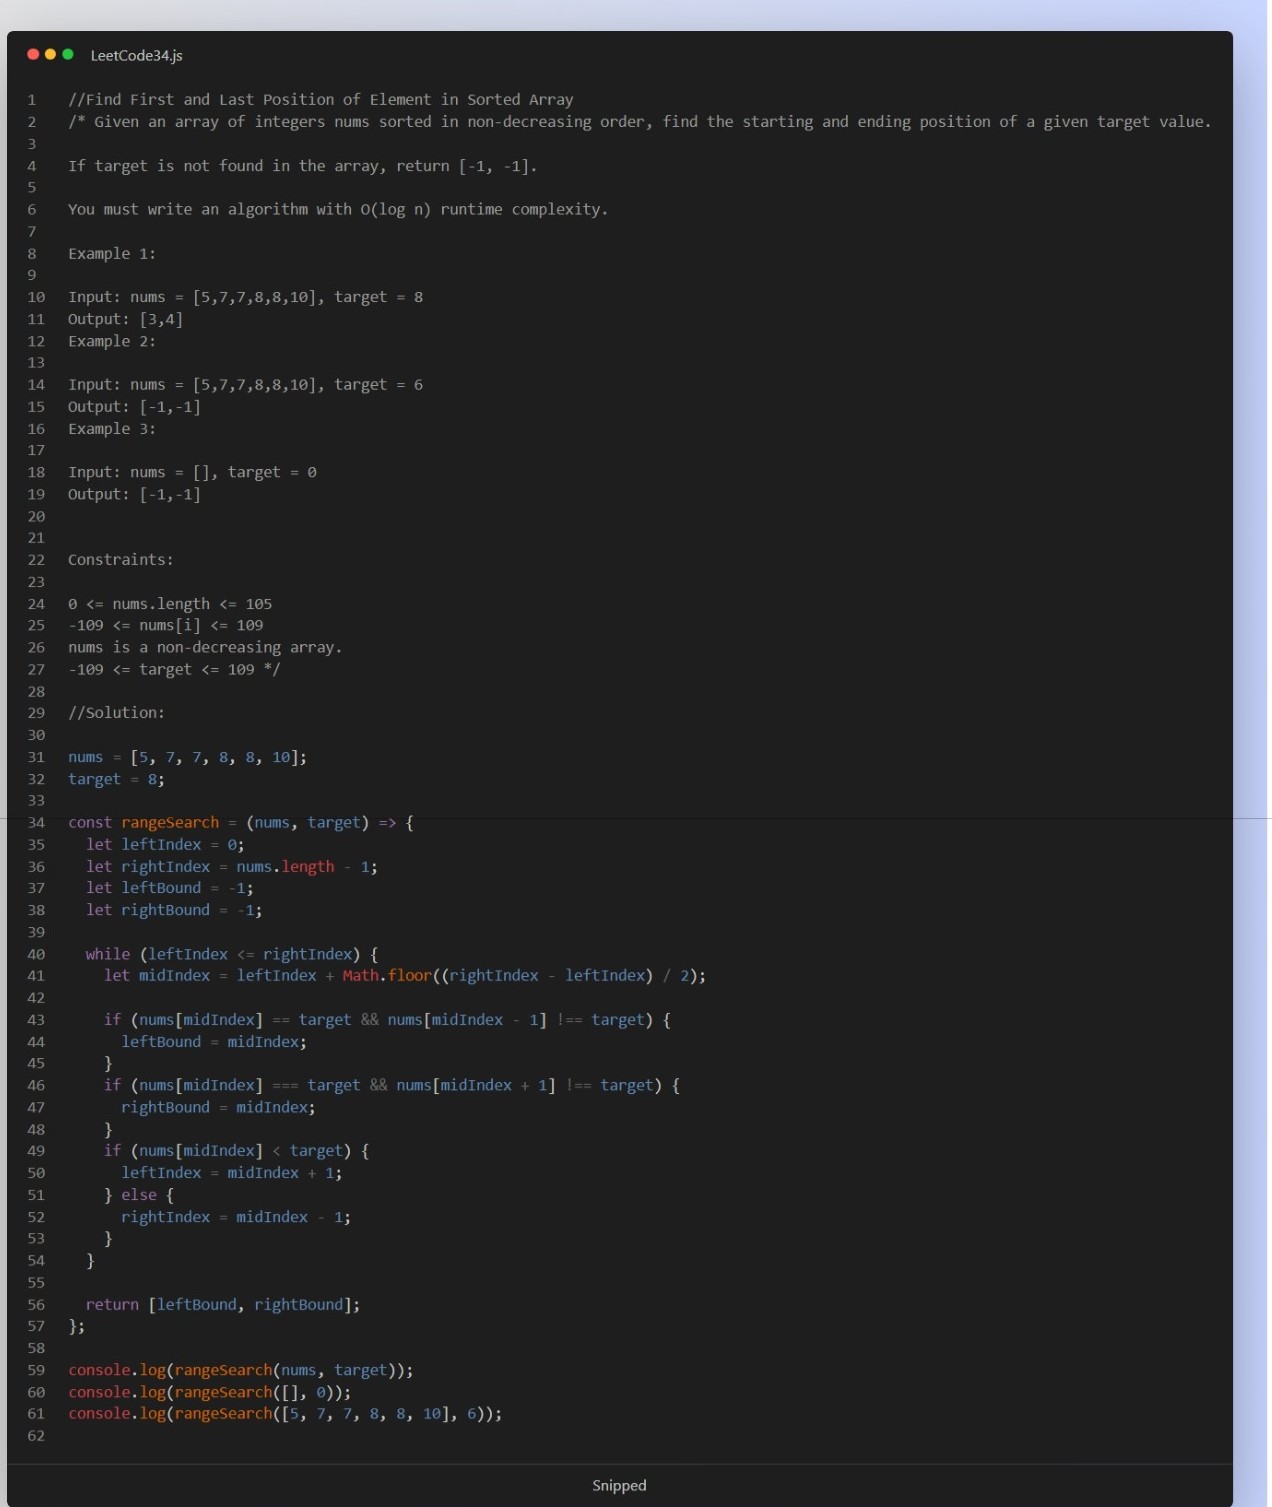 LeetCode34.js
1 //Find First and Last Position of Element in Sorted Array
2 /* Given an array of integers nums sorted in non-decreasing order, find the starting and ending position of a given target value.
3
4 If target is not found in the array, return [-1, -1].
5
6 You must write an algorithm with O(log n) runtime complexity.
7
8 Example 1:
9
10 Input: nums = [5,7,7,8,8,10], target = 8
11 Output: [3,4]
12 Example 2:
13
14 Input: nums = [5,7,7,8,8,10], target = 6
15 Output: [-1,-1]
16 Example 3:
17
18 Input: nums = [], target = 0
19 Output: [-1,-1]
20
21
22 Constraints:
23
24 0 <= nums.length <= 105
25 -109 <= nums[i] <= 109
26 nums is a non-decreasing array.
27 -109 <= target <= 109 */
28
29 //Solution:
30
31 nums = [5, 7, 7, 8, 8, 10];
32 target = 8;
33
34 const rangeSearch = (nums, target) => {
35   let leftIndex = 0;
36   let rightIndex = nums.length - 1;
37   let leftBound = -1;
38   let rightBound = -1;
39
40   while (leftIndex <= rightIndex) {
41     let midIndex = leftIndex + Math.floor((rightIndex - leftIndex) / 2);
42
43     if (nums[midIndex] == target && nums[midIndex - 1] !== target) {
44       leftBound = midIndex;
45     }
46     if (nums[midIndex] === target && nums[midIndex + 1] !== target) {
47       rightBound = midIndex;
48     }
49     if (nums[midIndex] < target) {
50       leftIndex = midIndex + 1;
51     } else {
52       rightIndex = midIndex - 1;
53     }
54   }
55
56   return [leftBound, rightBound];
57 };
58
59 console.log(rangeSearch(nums, target));
60 console.log(rangeSearch([], 0));
61 console.log(rangeSearch([5, 7, 7, 8, 8, 10], 6));
62
Snipped